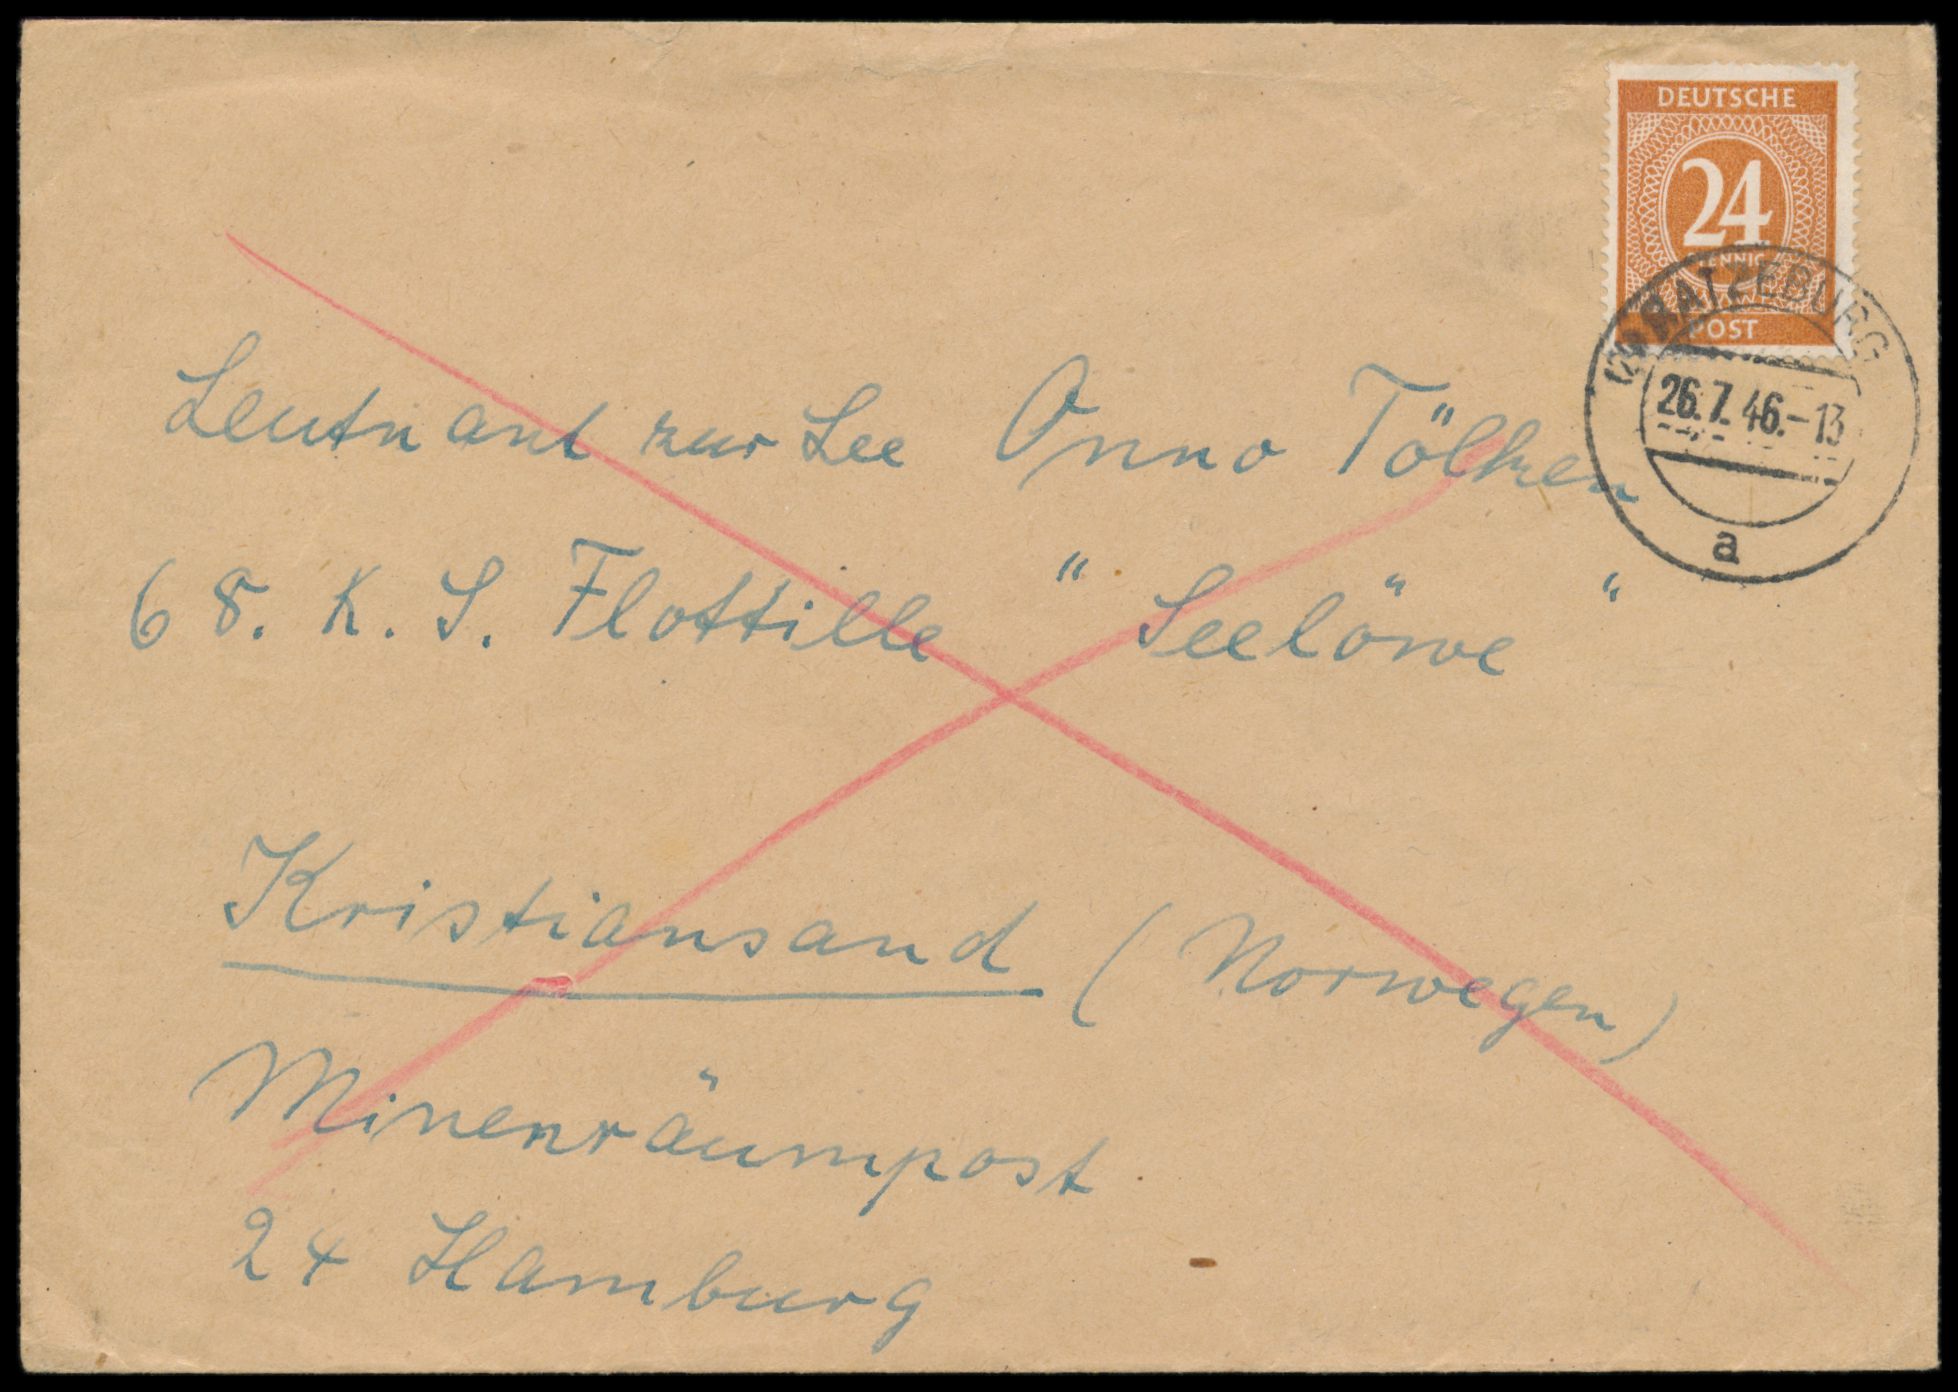 DEUTSCHE
24
PFENNIG
POST
RATZEBURG
26.7.46.-13
a
Leutnant zur See Onno Tölken
68. K. S. Flottille "Seelöwe"
Kristiansand (Norwegen)
Minenräumpost
24 Hamburg